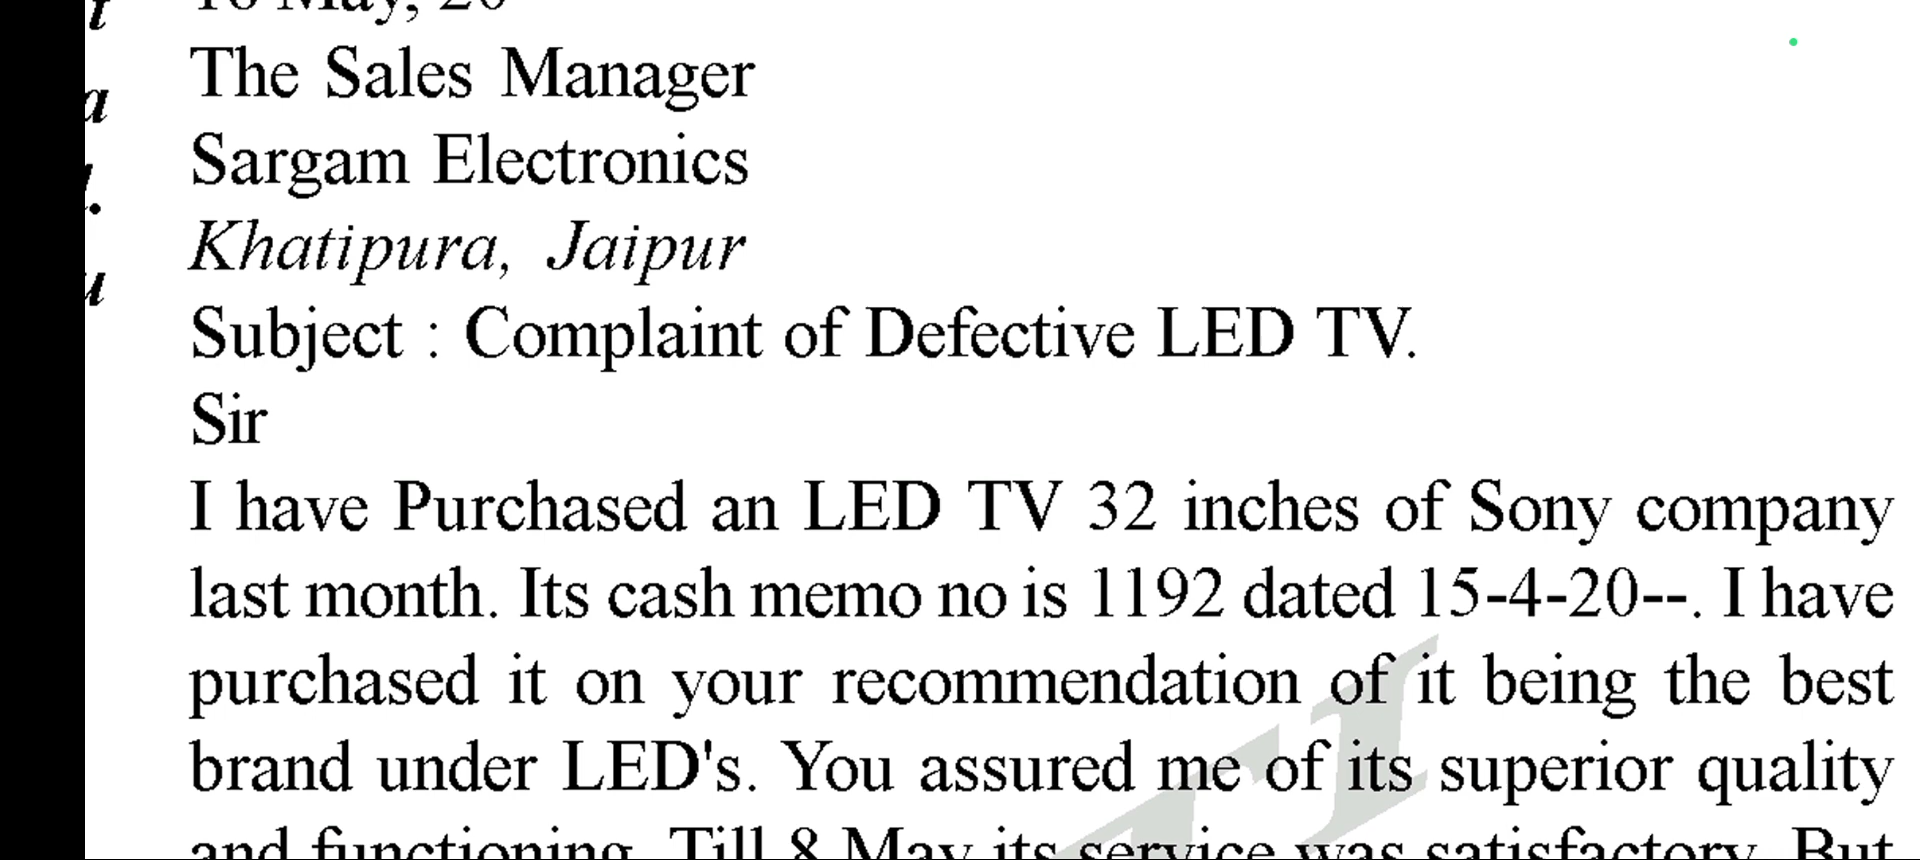 May, 20
The Sales Manager
Sargam Electronics
Khatipura, Jaipur
Subject : Complaint of Defective LED TV.
Sir
I have Purchased an LED TV 32 inches of Sony company
last month. Its cash memo no is 1192 dated 15-4-20--. I have
purchased it on your recommendation of it being the best
brand under LED's. You assured me of its superior quality
and functioning. Till 8 May its service was satisfactory. But